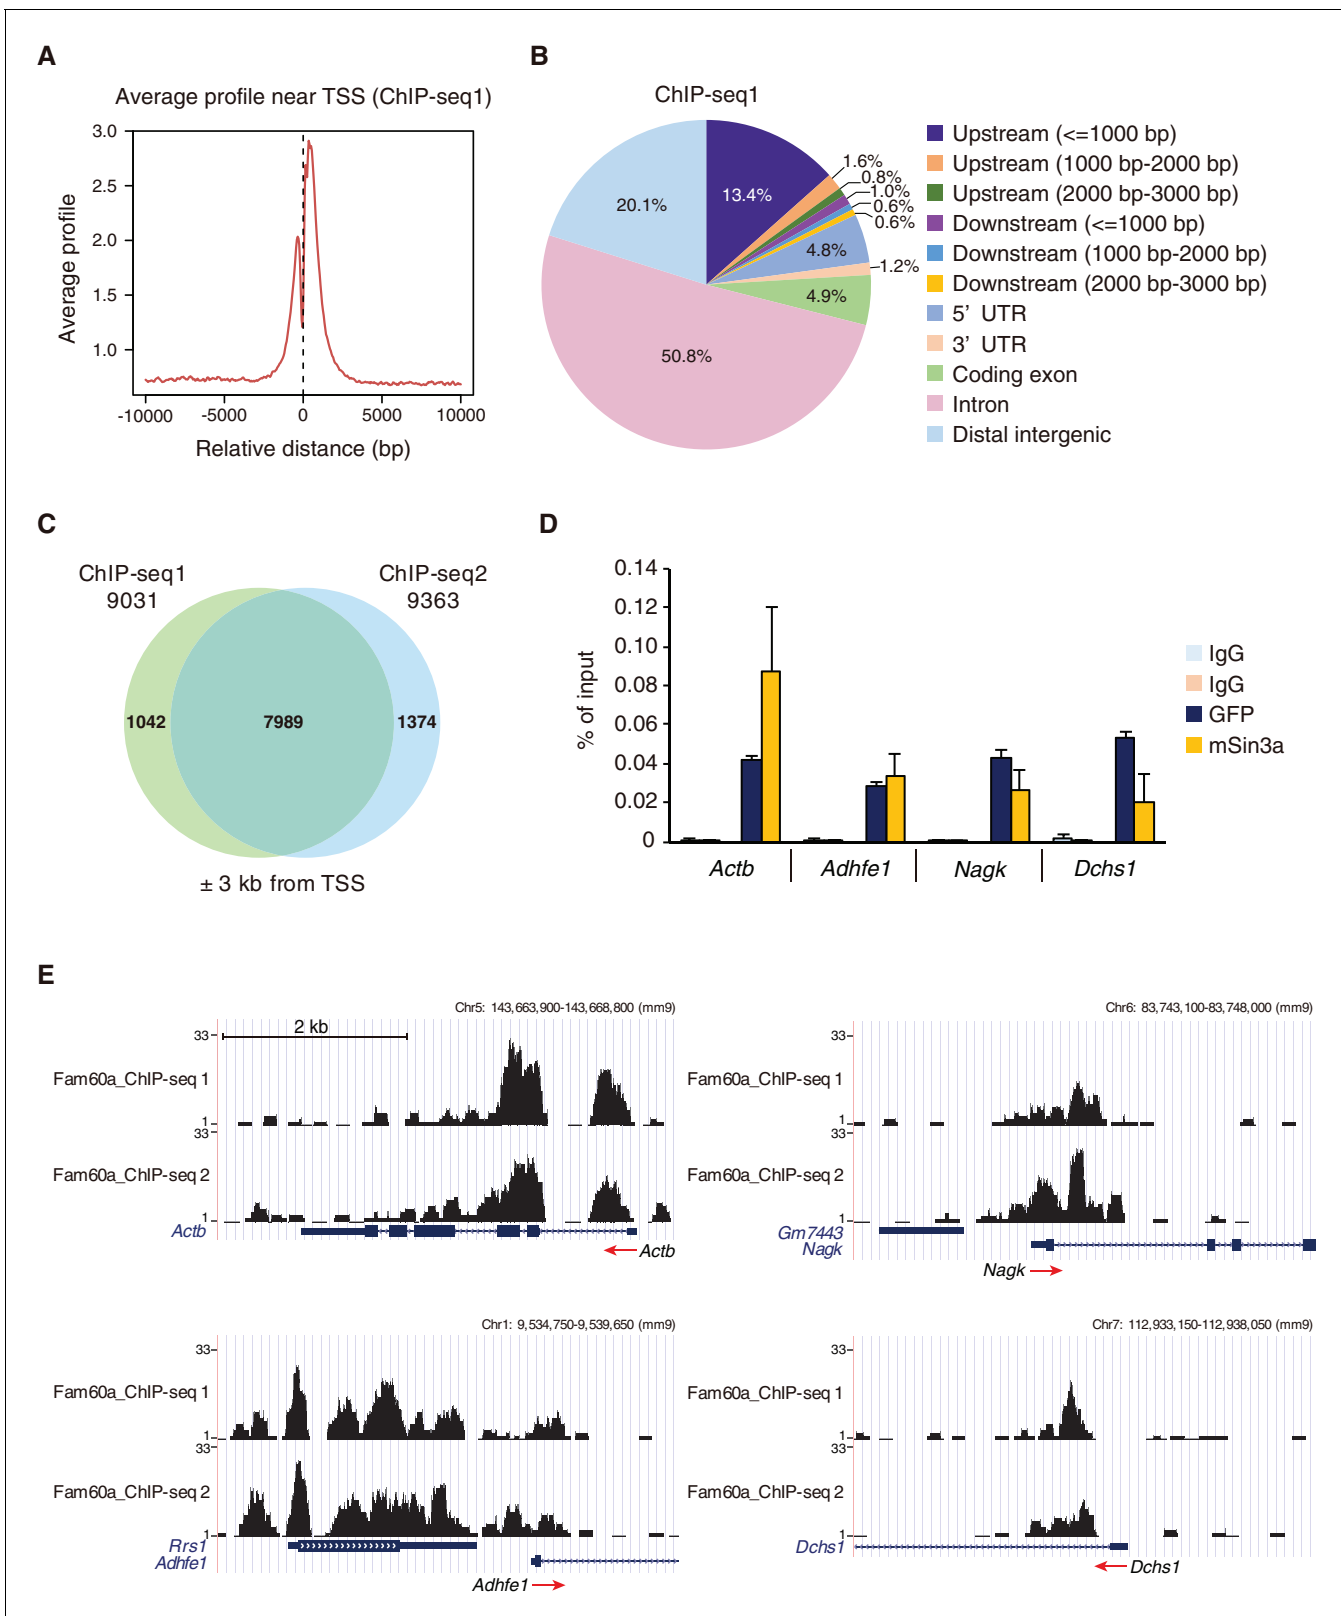 A
Average profile near TSS (ChIP-seq1)
3.0
2.5
2.0
1.5
1.0
Average profile
-10000
-5000
0
5000
10000
Relative distance (bp)
B
ChIP-seq1
13.4%
1.6%
0.8%
1.0%
0.6%
0.6%
4.8%
1.2%
4.9%
50.8%
20.1%
Upstream (<=1000 bp)
Upstream (1000 bp-2000 bp)
Upstream (2000 bp-3000 bp)
Downstream (<=1000 bp)
Downstream (1000 bp-2000 bp)
Downstream (2000 bp-3000 bp)
5' UTR
3' UTR
Coding exon
Intron
Distal intergenic
C
ChIP-seq1
9031
ChIP-seq2
9363
1042
7989
1374
± 3 kb from TSS
D
0.14
0.12
0.10
0.08
0.06
0.04
0.02
0
% of input
Actb
Adhfe1
Nagk
Dchs1
IgG
IgG
GFP
mSin3a
E
Chr5: 143,663,900-143,668,800 (mm9)
2 kb
33
Fam60a_ChIP-seq 1
1
33
Fam60a_ChIP-seq 2
1
Actb
Actb
Chr6: 83,743,100-83,748,000 (mm9)
33
Fam60a_ChIP-seq 1
1
33
Fam60a_ChIP-seq 2
1
Gm7443
Nagk
Nagk
Chr1: 9,534,750-9,539,650 (mm9)
33
Fam60a_ChIP-seq 1
1
33
Fam60a_ChIP-seq 2
1
Rrs1
Adhfe1
Adhfe1
Chr7: 112,933,150-112,938,050 (mm9)
33
Fam60a_ChIP-seq 1
1
33
Fam60a_ChIP-seq 2
1
Dchs1
Dchs1